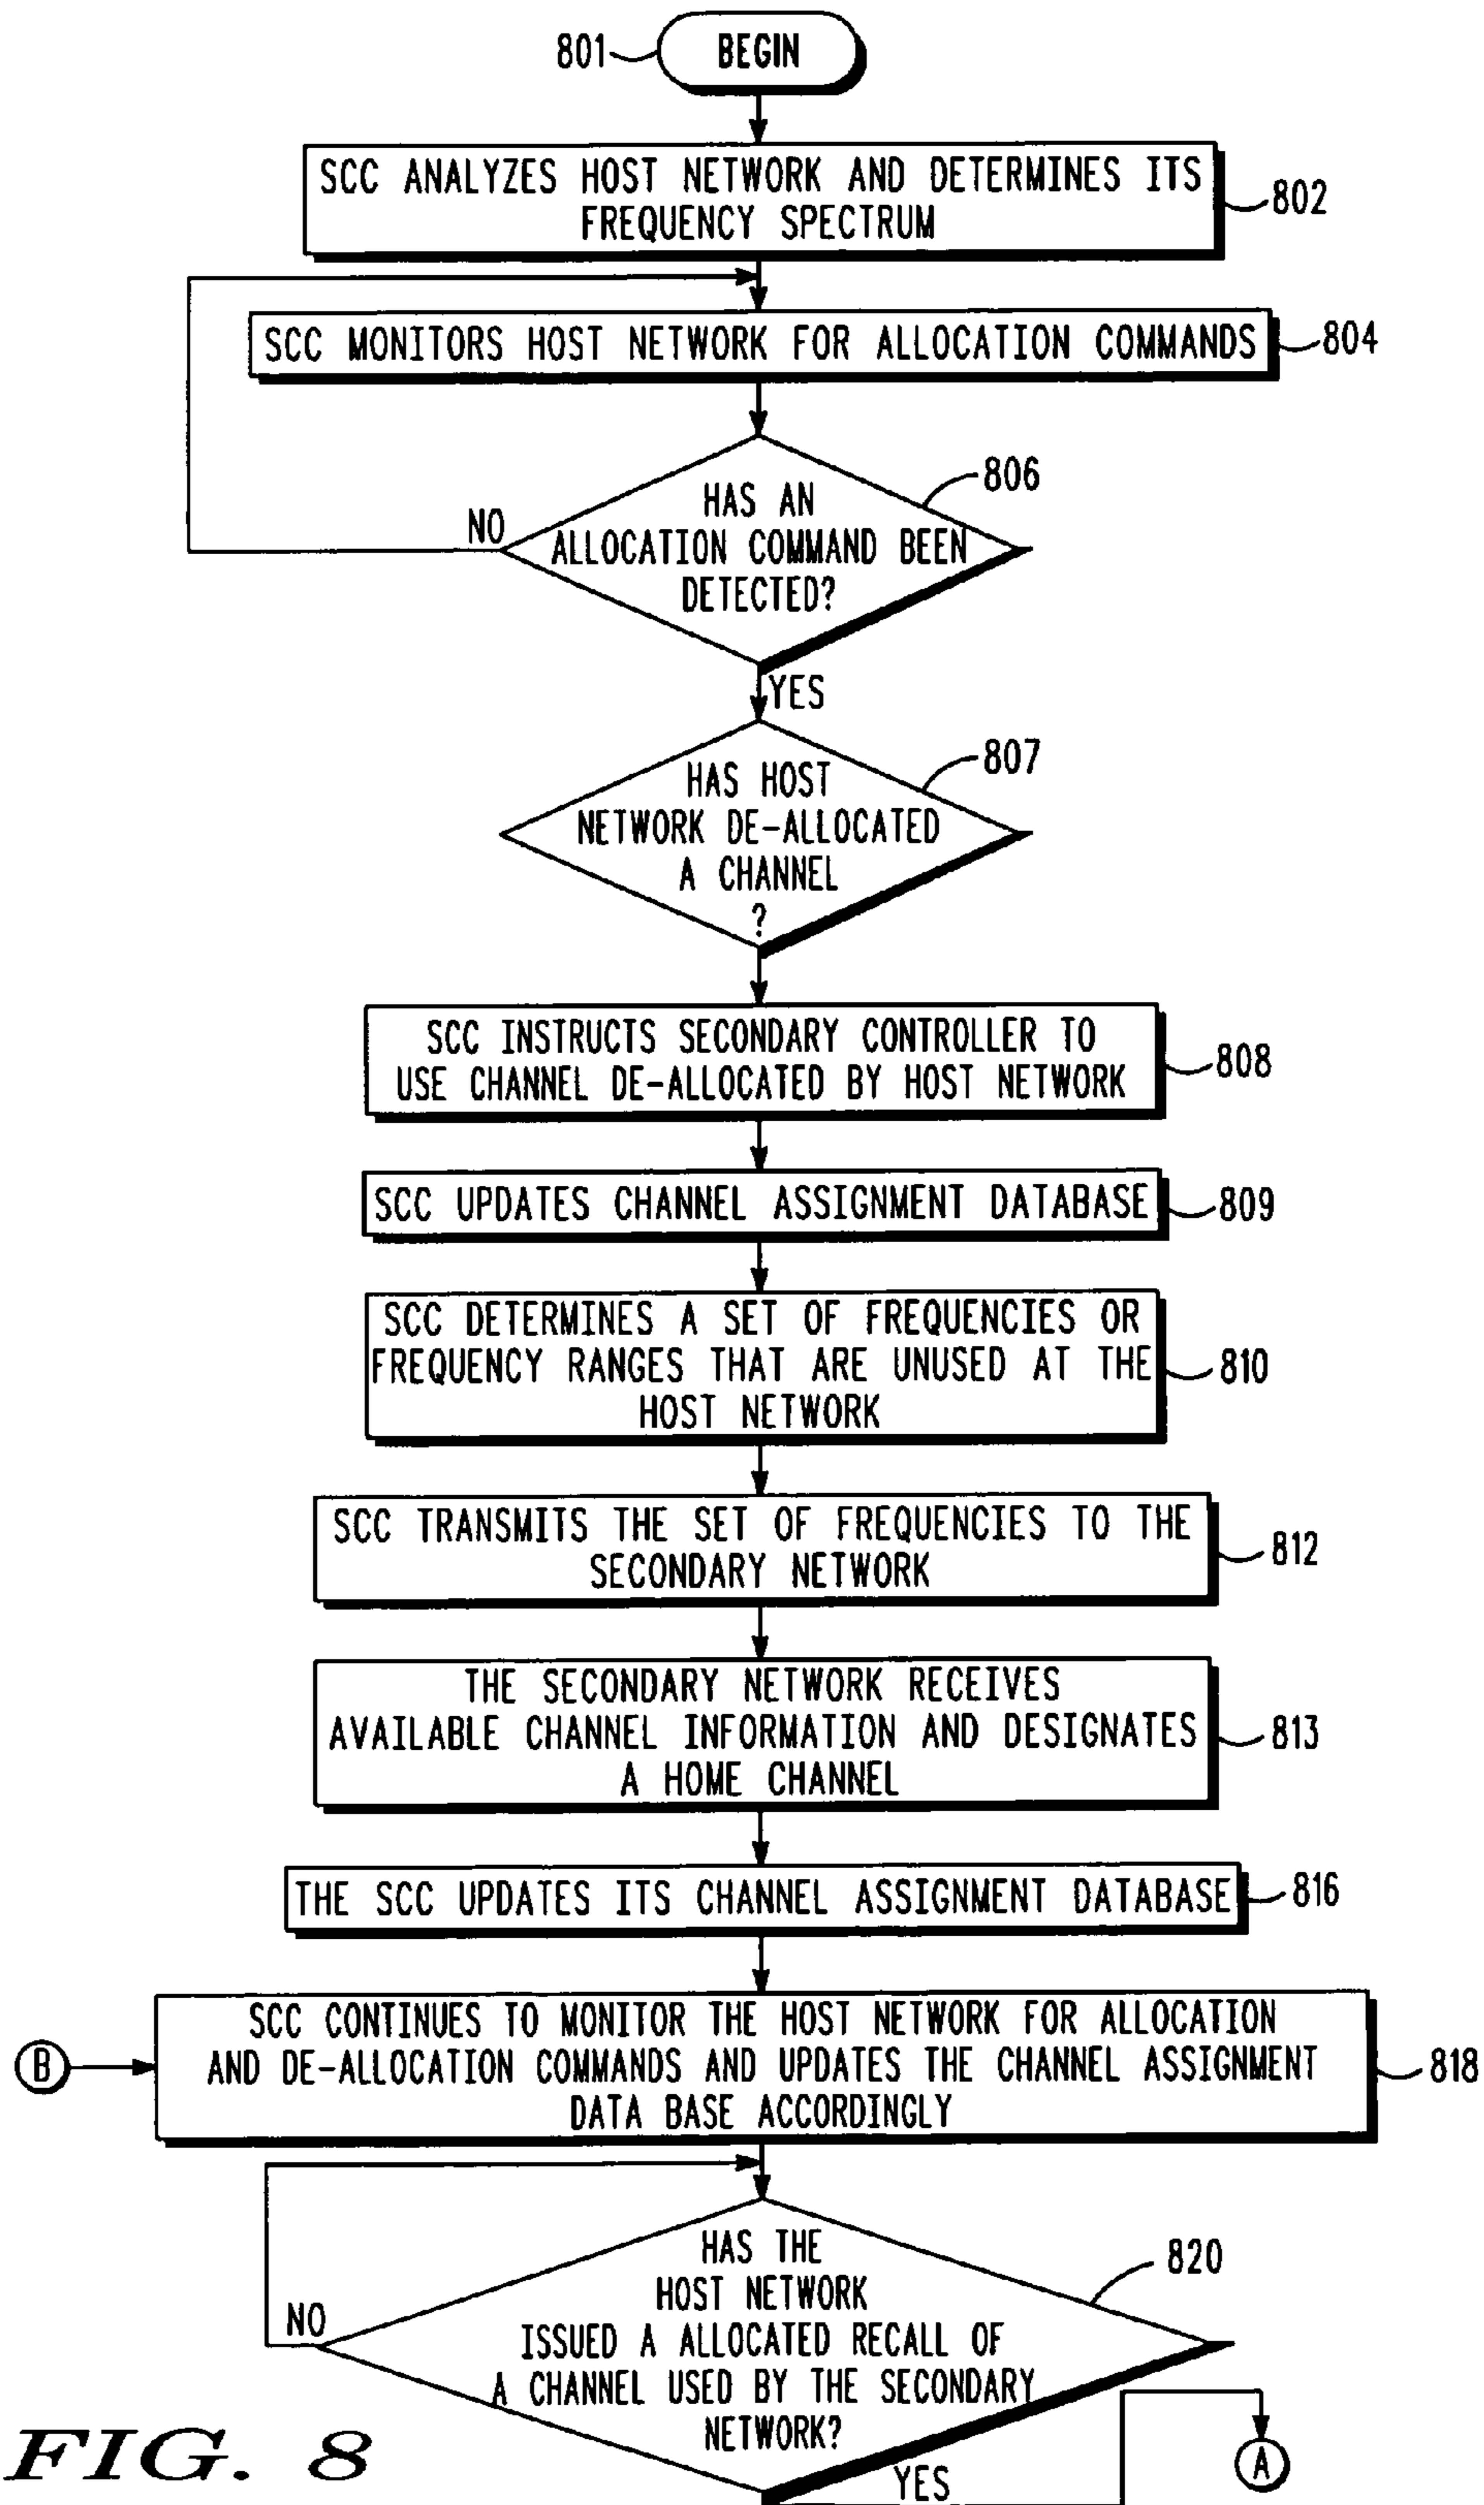 801
BEGIN
SCC ANALYZES HOST NETWORK AND DETERMINES ITS
FREQUENCY SPECTRUM
802
SCC MONITORS HOST NETWORK FOR ALLOCATION COMMANDS
804
806
HAS AN
ALLOCATION COMMAND BEEN
DETECTED?
NO
YES
807
HAS HOST
NETWORK DE-ALLOCATED
A CHANNEL
?
SCC INSTRUCTS SECONDARY CONTROLLER TO
USE CHANNEL DE-ALLOCATED BY HOST NETWORK
808
SCC UPDATES CHANNEL ASSIGNMENT DATABASE
809
SCC DETERMINES A SET OF FREQUENCIES OR
FREQUENCY RANGES THAT ARE UNUSED AT THE
HOST NETWORK
810
SCC TRANSMITS THE SET OF FREQUENCIES TO THE
SECONDARY NETWORK
812
THE SECONDARY NETWORK RECEIVES
AVAILABLE CHANNEL INFORMATION AND DESIGNATES
A HOME CHANNEL
813
THE SCC UPDATES ITS CHANNEL ASSIGNMENT DATABASE
816
B
SCC CONTINUES TO MONITOR THE HOST NETWORK FOR ALLOCATION
AND DE-ALLOCATION COMMANDS AND UPDATES THE CHANNEL ASSIGNMENT
DATA BASE ACCORDINGLY
818
820
HAS THE
HOST NETWORK
ISSUED A ALLOCATED RECALL OF
A CHANNEL USED BY THE SECONDARY
NETWORK?
NO
YES
A
FIG. 8